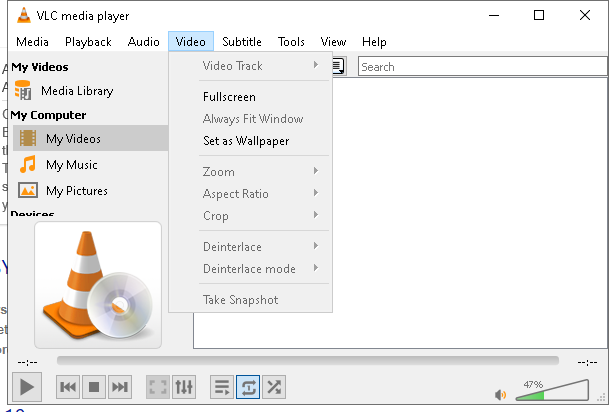 VLC media player
Media Playback Audio Video Subtitle Tools View Help
My Videos
Media Library
My Computer
My Videos
My Music
My Pictures
Devices
Video Track
Fullscreen
Always Fit Window
Set as Wallpaper
Zoom
Aspect Ratio
Crop
Deinterlace
Deinterlace mode
Take Snapshot
Search
--:-- --:--
47%